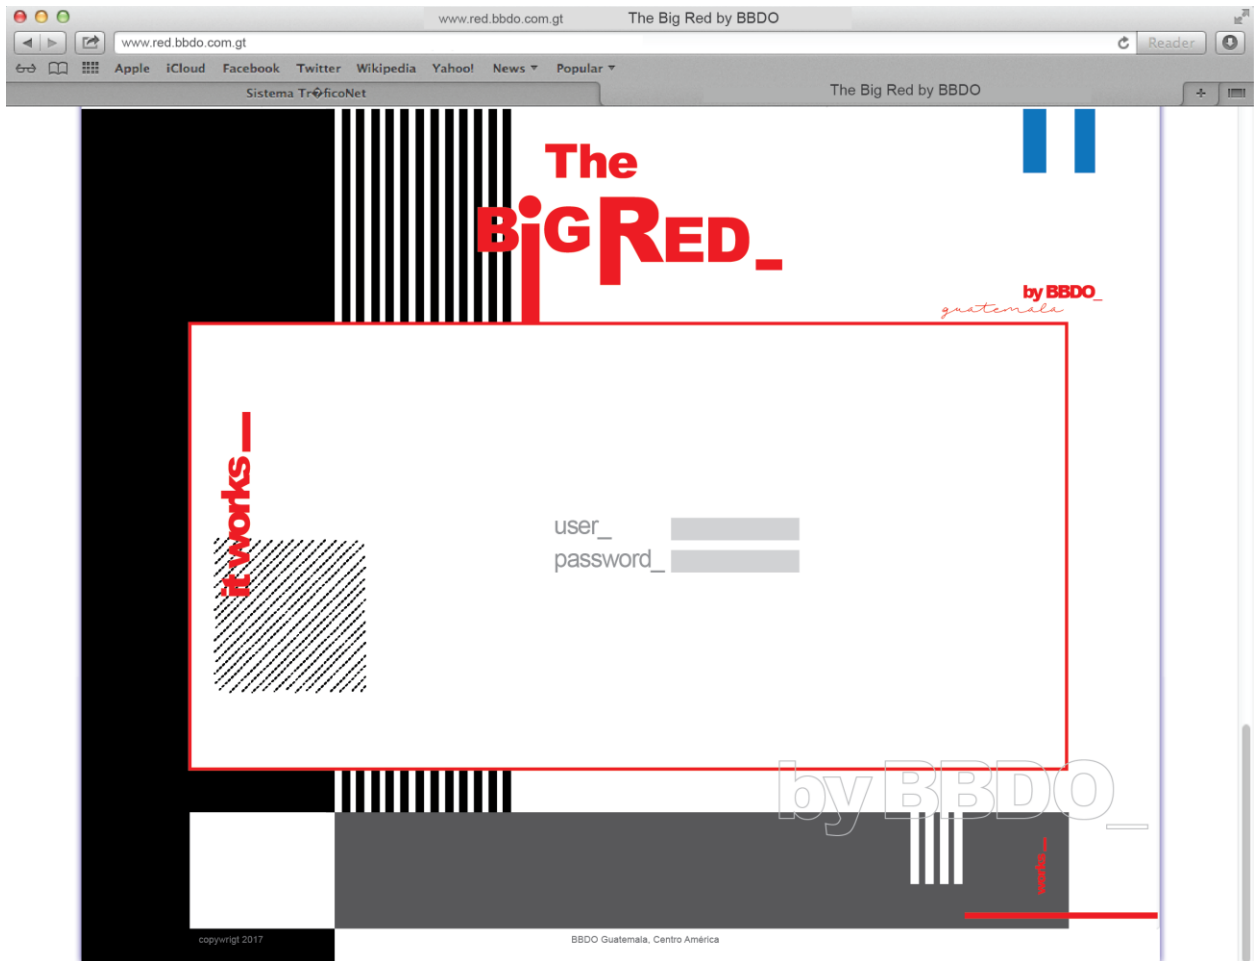 www.red.bbdo.com.gt The Big Red by BBDO
www.red.bbdo.com.gt Reader
Apple iCloud Facebook Twitter Wikipedia Yahoo! News Popular
Sistema Tr�ficoNet The Big Red by BBDO
The
BiG RED_
by BBDO_
guatemala
it works_
user_
password_
by BBDO_
works_
copywrigt 2017 BBDO Guatemala, Centro América